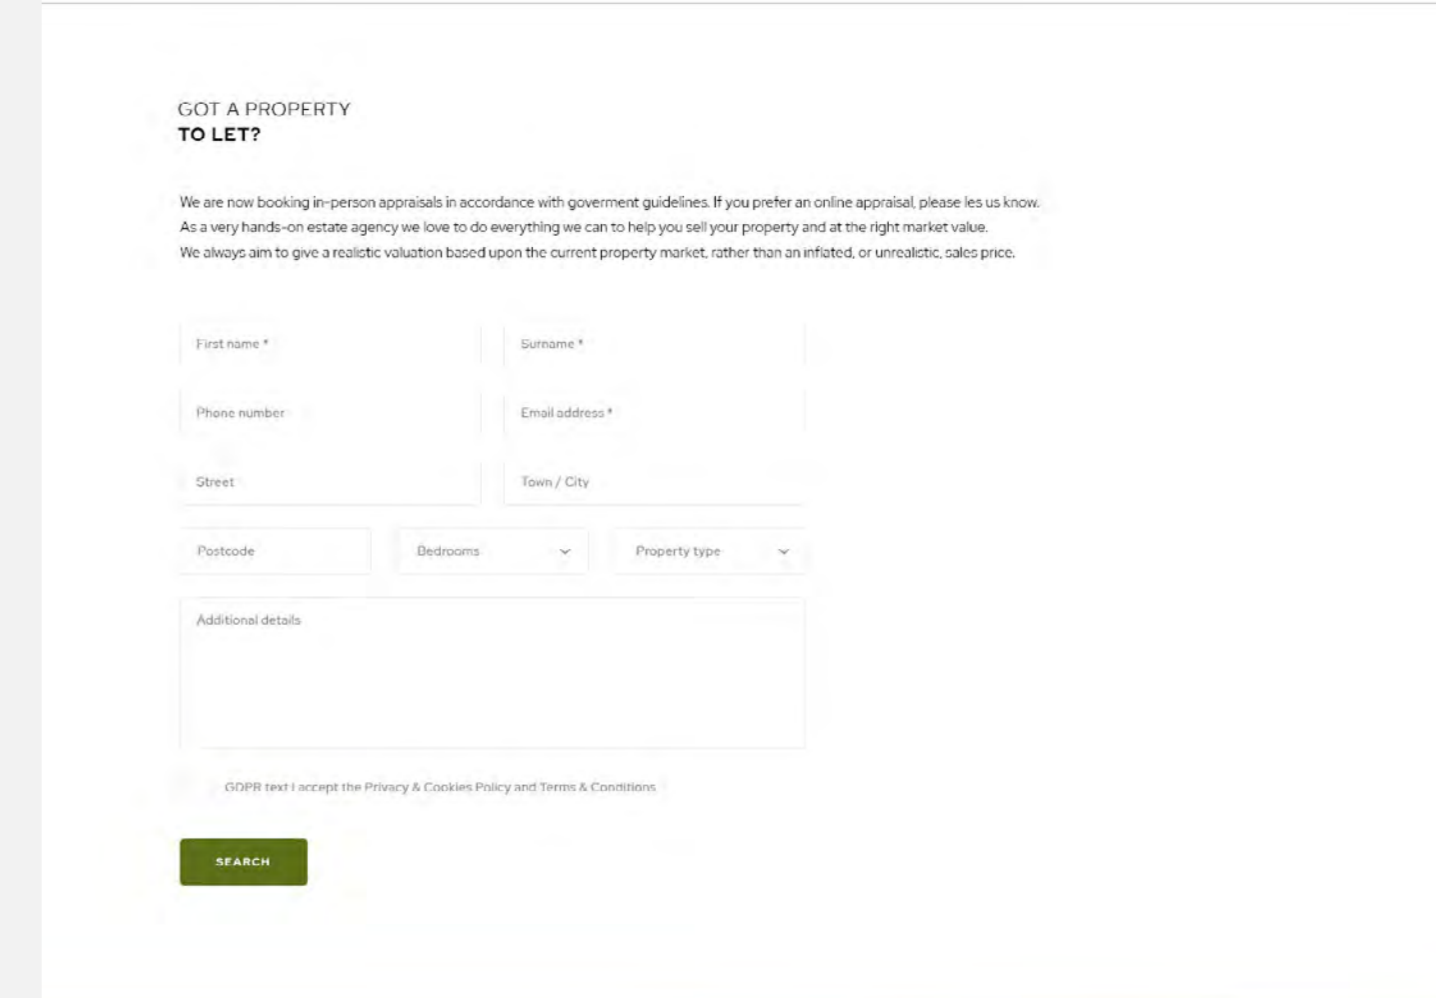 GOT A PROPERTY
TO LET?
We are now booking in-person appraisals in accordance with goverment guidelines. If you prefer an online appraisal, please les us know.
As a very hands-on estate agency we love to do everything we can to help you sell your property and at the right market value.
We always aim to give a realistic valuation based upon the current property market, rather than an inflated, or unrealistic, sales price.
First name *
Surname *
Phone number
Email address *
Street
Town / City
Postcode
Bedrooms
Property type
Additional details
GDPR text I accept the Privacy & Cookies Policy and Terms & Conditions
SEARCH